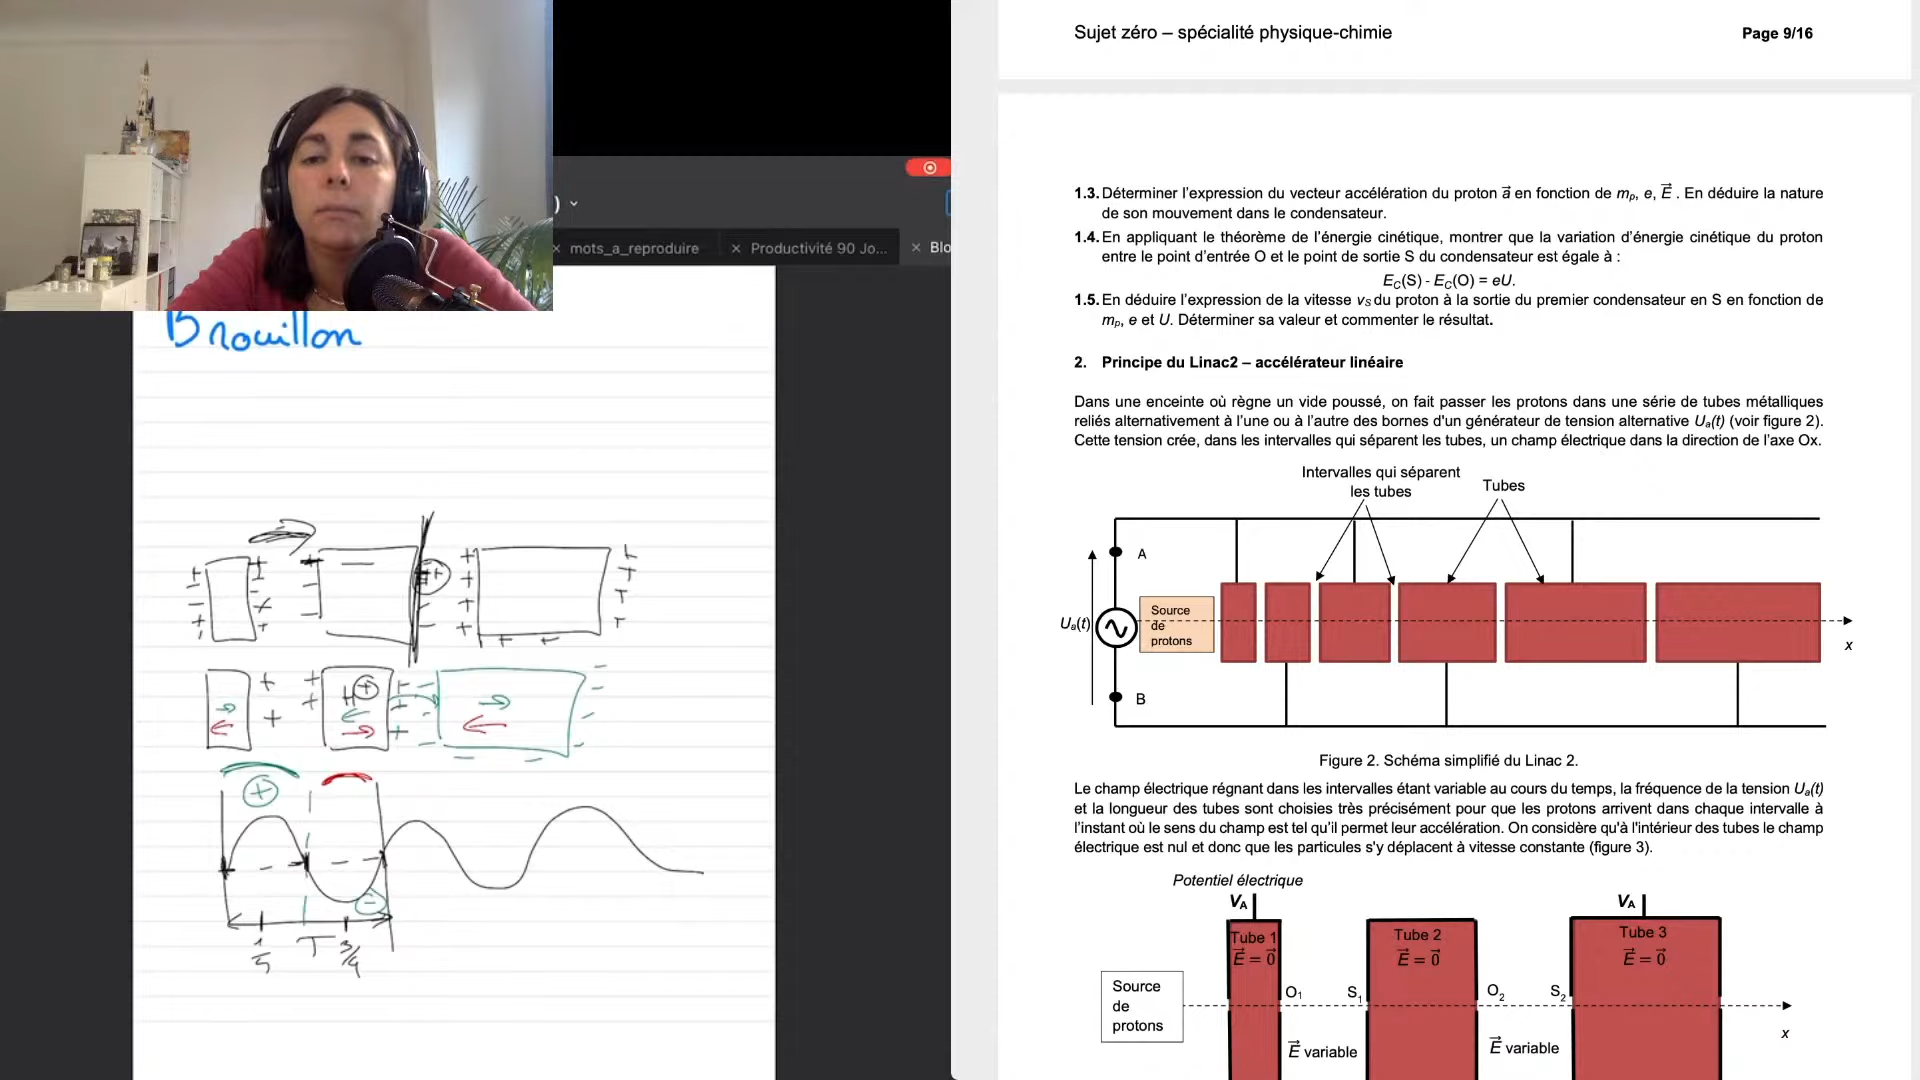 )
mots_a_reproduire
Productivité 90 Jo...
Blo
Brouillon
+ + + +
- - -
+ + + +
T
3/4
Sujet zéro – spécialité physique-chimie
Page 9/16
1.3. Déterminer l'expression du vecteur accélération du proton a⃗ en fonction de mₚ, e, E⃗ . En déduire la nature
de son mouvement dans le condensateur.
1.4. En appliquant le théorème de l'énergie cinétique, montrer que la variation d'énergie cinétique du proton
entre le point d'entrée O et le point de sortie S du condensateur est égale à :
E_C(S) - E_C(O) = eU.
1.5. En déduire l'expression de la vitesse v_S du proton à la sortie du premier condensateur en S en fonction de
mₚ, e et U. Déterminer sa valeur et commenter le résultat.
2. Principe du Linac2 – accélérateur linéaire
Dans une enceinte où règne un vide poussé, on fait passer les protons dans une série de tubes métalliques
reliés alternativement à l'une ou à l'autre des bornes d'un générateur de tension alternative Uₐ(t) (voir figure 2).
Cette tension crée, dans les intervalles qui séparent les tubes, un champ électrique dans la direction de l'axe Ox.
Intervalles qui séparent
les tubes
Tubes
A
Uₐ(t)
Source
de
protons
x
B
Figure 2. Schéma simplifié du Linac 2.
Le champ électrique régnant dans les intervalles étant variable au cours du temps, la fréquence de la tension Uₐ(t)
et la longueur des tubes sont choisies très précisément pour que les protons arrivent dans chaque intervalle à
l'instant où le sens du champ est tel qu'il permet leur accélération. On considère qu'à l'intérieur des tubes le champ
électrique est nul et donc que les particules s'y déplacent à vitesse constante (figure 3).
Potentiel électrique
V_A
V_A
Tube 1
Tube 2
Tube 3
E⃗ = 0⃗
E⃗ = 0⃗
E⃗ = 0⃗
Source
de
protons
O₁
S₁
O₂
S₂
x
E⃗ variable
E⃗ variable